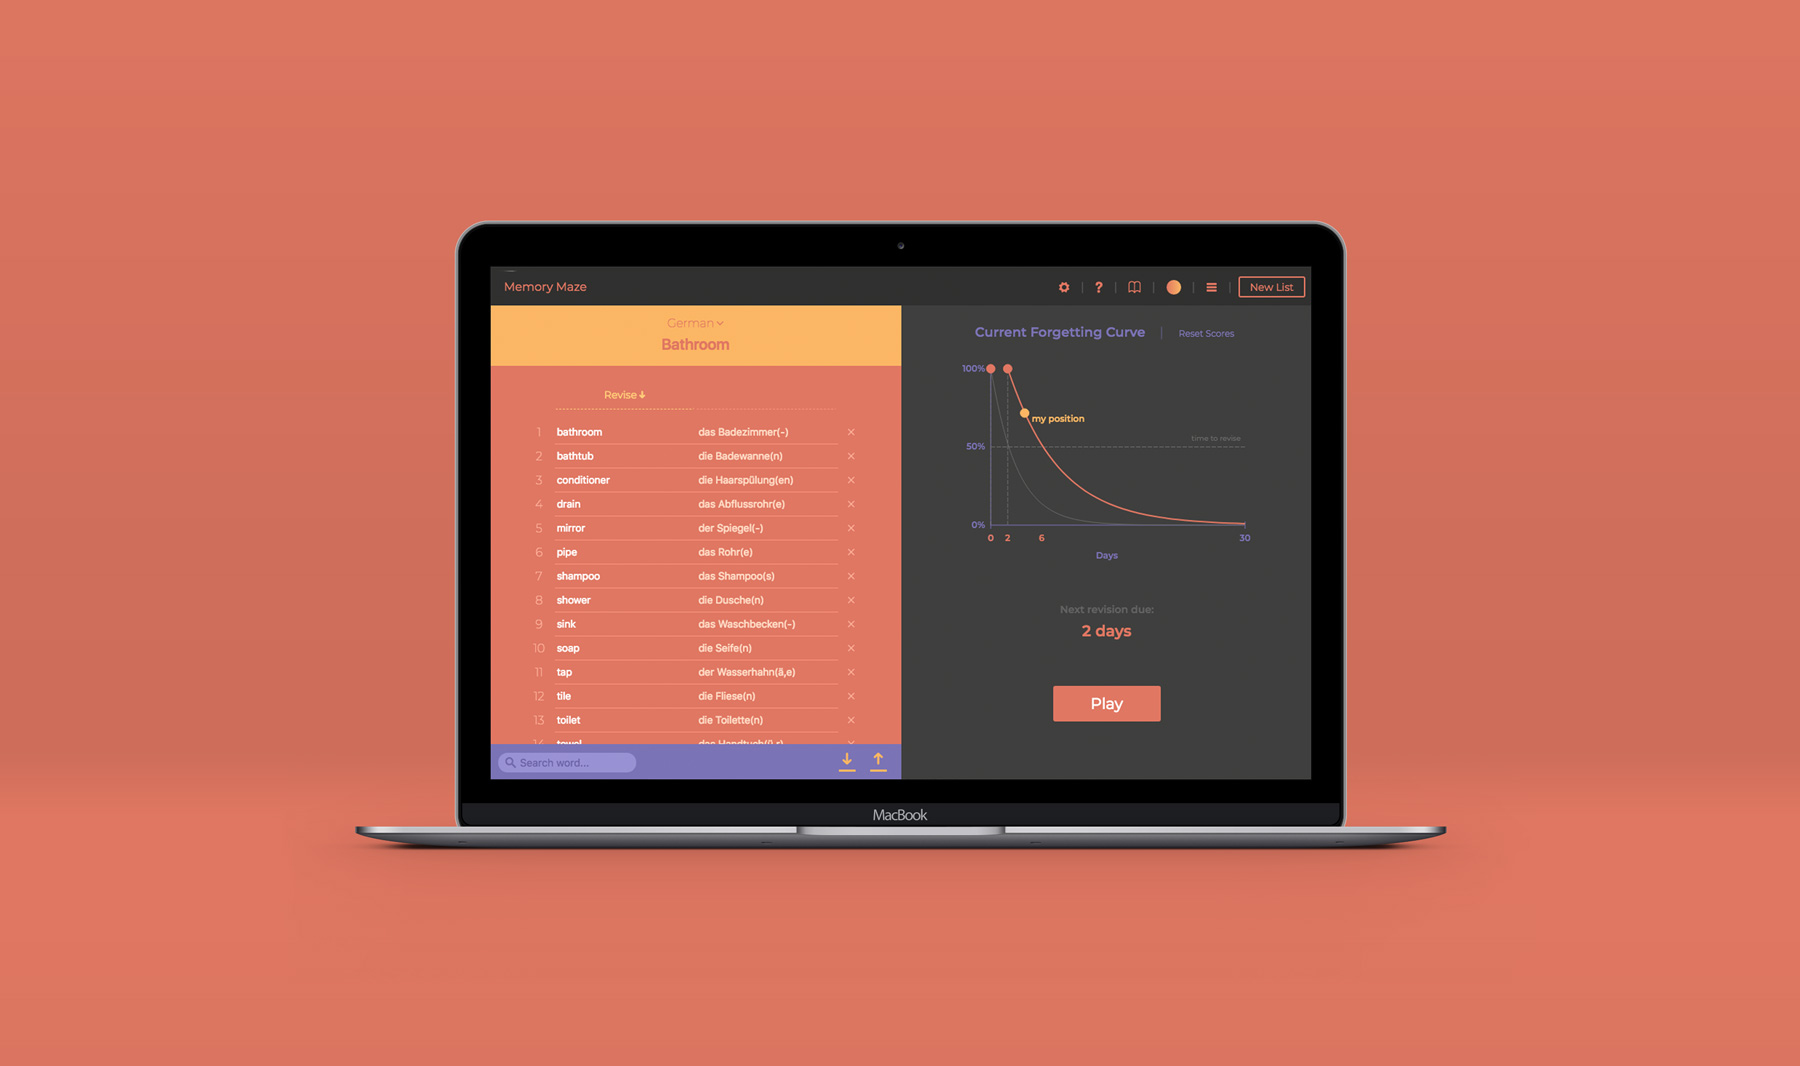 Memory Maze
? New List
German
Bathroom
Revise
1 bathroom das Badezimmer(-) ×
2 bathtub die Badewanne(n) ×
3 conditioner die Haarspülung(en) ×
4 drain das Abflussrohr(e) ×
5 mirror der Spiegel(-) ×
6 pipe das Rohr(e) ×
7 shampoo das Shampoo(s) ×
8 shower die Dusche(n) ×
9 sink das Waschbecken(-) ×
10 soap die Seife(n) ×
11 tap der Wasserhahn(ä,e) ×
12 tile die Fliese(n) ×
13 toilet die Toilette(n) ×
14 towel das Handtuch(ü,r) ×
Search word...
Current Forgetting Curve | Reset Scores
100%
my position
time to revise
50%
0%
0 2 6 30
Days
Next revision due:
2 days
Play
MacBook